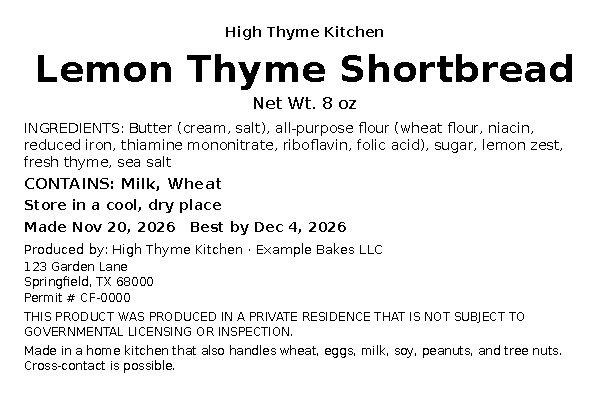 High Thyme Kitchen
Lemon Thyme Shortbread
Net Wt. 8 oz
INGREDIENTS: Butter (cream, salt), all-purpose flour (wheat flour, niacin,
reduced iron, thiamine mononitrate, riboflavin, folic acid), sugar, lemon zest,
fresh thyme, sea salt
CONTAINS: Milk, Wheat
Store in a cool, dry place
Made Nov 20, 2026   Best by Dec 4, 2026
Produced by: High Thyme Kitchen · Example Bakes LLC
123 Garden Lane
Springfield, TX 68000
Permit # CF-0000
THIS PRODUCT WAS PRODUCED IN A PRIVATE RESIDENCE THAT IS NOT SUBJECT TO
GOVERNMENTAL LICENSING OR INSPECTION.
Made in a home kitchen that also handles wheat, eggs, milk, soy, peanuts, and tree nuts.
Cross-contact is possible.